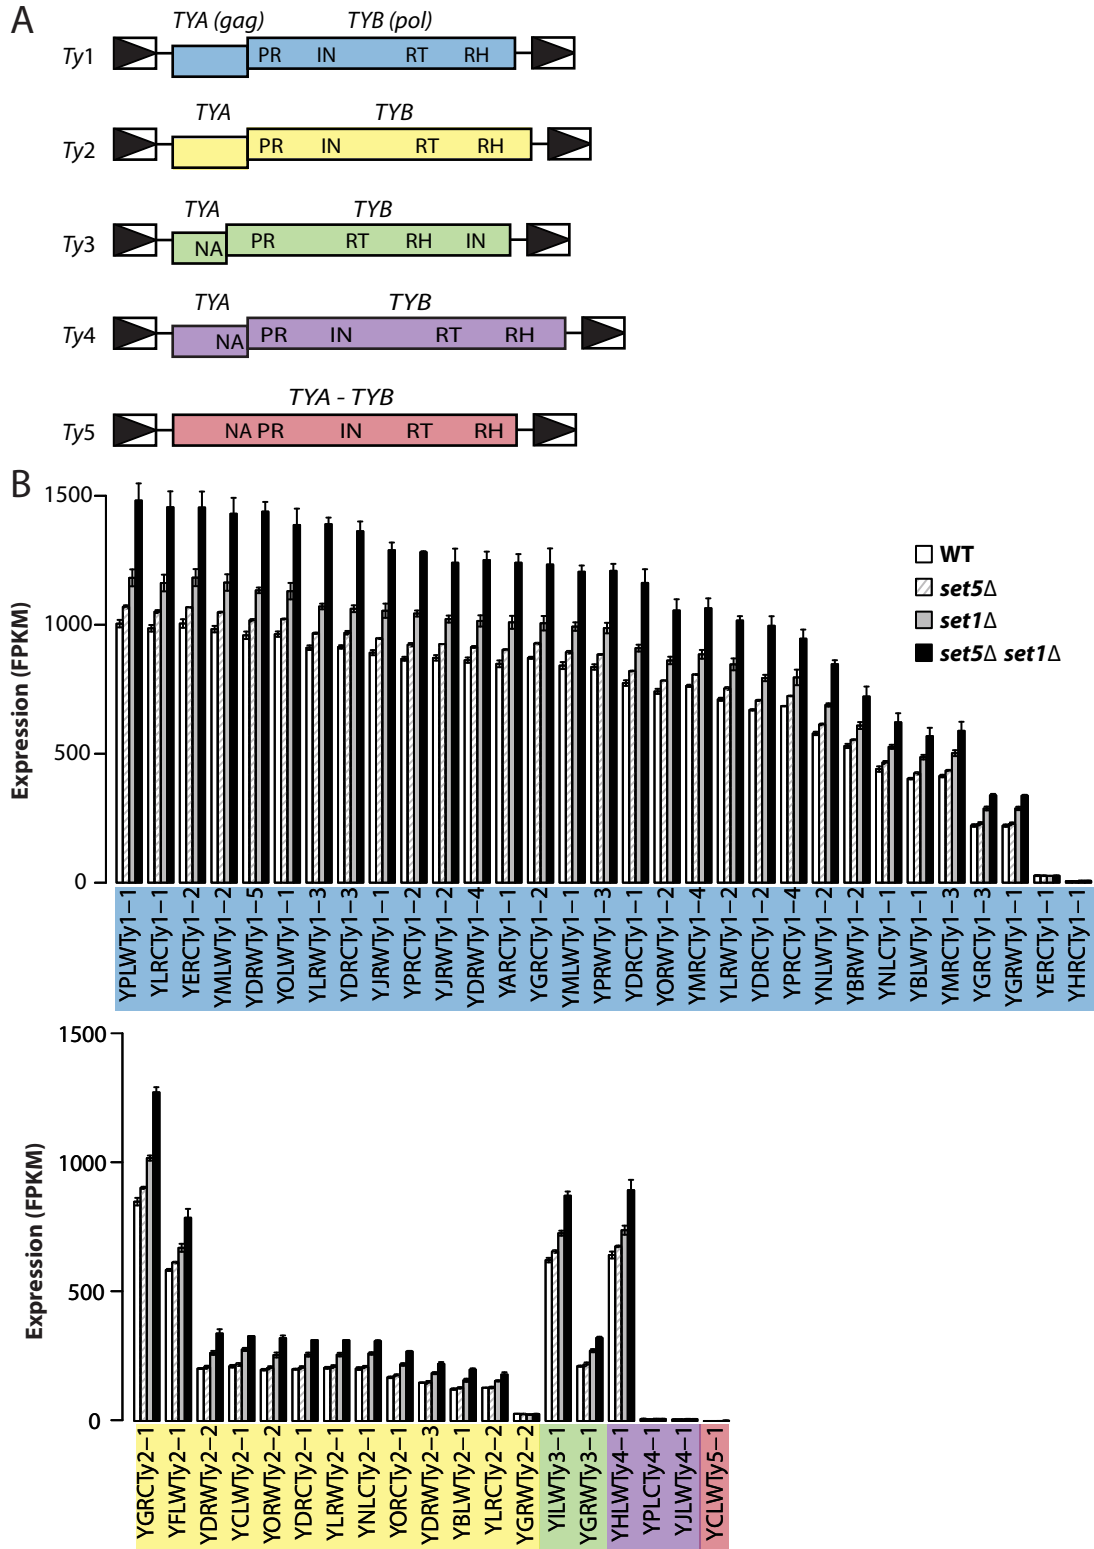 A
TYA (gag) TYB (pol)
Ty1 PR IN RT RH
TYA TYB
Ty2 PR IN RT RH
TYA TYB
Ty3 NA PR RT RH IN
TYA TYB
Ty4 NA PR IN RT RH
TYA - TYB
Ty5 NA PR IN RT RH
B
Expression (FPKM)
1500
1000
500
0
WT
set5Δ
set1Δ
set5Δ set1Δ
YPLWTy1−1
YLRCTy1−1
YERCTy1−2
YMLWTy1−2
YDRWTy1−5
YOLWTy1−1
YLRWTy1−3
YDRCTy1−3
YJRWTy1−1
YPRCTy1−2
YJRWTy1−2
YDRWTy1−4
YARCTy1−1
YGRCTy1−2
YMLWTy1−1
YPRWTy1−3
YDRCTy1−1
YORWTy1−2
YMRCTy1−4
YLRWTy1−2
YDRCTy1−2
YPRCTy1−4
YNLWTy1−2
YBRWTy1−2
YNLCTy1−1
YBLWTy1−1
YMRCTy1−3
YGRCTy1−3
YGRWTy1−1
YERCTy1−1
YHRCTy1−1
Expression (FPKM)
1500
1000
500
0
YGRCTy2−1
YFLWTy2−1
YDRWTy2−2
YCLWTy2−1
YORWTy2−2
YDRCTy2−1
YLRWTy2−1
YNLCTy2−1
YORCTy2−1
YDRWTy2−3
YBLWTy2−1
YLRCTy2−2
YGRWTy2−2
YILWTy3−1
YGRWTy3−1
YHLWTy4−1
YPLCTy4−1
YJLWTy4−1
YCLWTy5−1